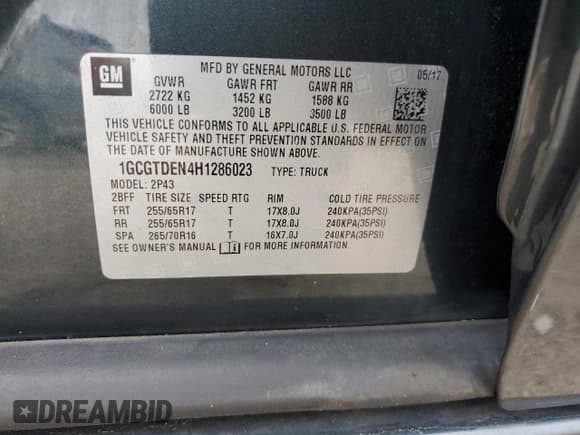 GM
MFD BY GENERAL MOTORS LLC 05/17
GVWR GAWR FRT GAWR RR
2722 KG 1452 KG 1588 KG
6000 LB 3200 LB 3500 LB
THIS VEHICLE CONFORMS TO ALL APPLICABLE U.S. FEDERAL MOTOR
VEHICLE SAFETY AND THEFT PREVENTION STANDARDS IN EFFECT ON
THE DATE OF MANUFACTURE SHOWN ABOVE.
1GCGTDEN4H1286023 TYPE: TRUCK
MODEL: 2P43
2BFF TIRE SIZE SPEED RTG RIM COLD TIRE PRESSURE
FRT 255/65R17 T 17X8.0J 240KPA(35PSI)
RR 255/65R17 T 17X8.0J 240KPA(35PSI)
SPA 265/70R16 T 16X7.0J 240KPA(35PSI)
SEE OWNER'S MANUAL FOR MORE INFORMATION.
DREAMBID